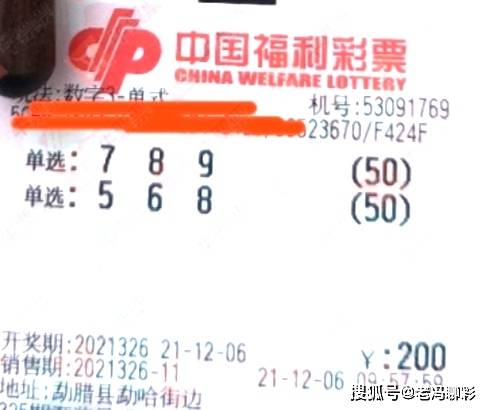 中国福利彩票
CHINA WELFARE LOTTERY
玩法:数字3-单式
机号:53091769
523670/F424F
单选: 7 8 9 (50)
单选: 5 6 8 (50)
开奖期:2021326 21-12-06
¥:200
销售期:2021326-11
21-12-06 09:57:59
地址:勐腊县勐哈街边
搜狐号@老冯聊彩